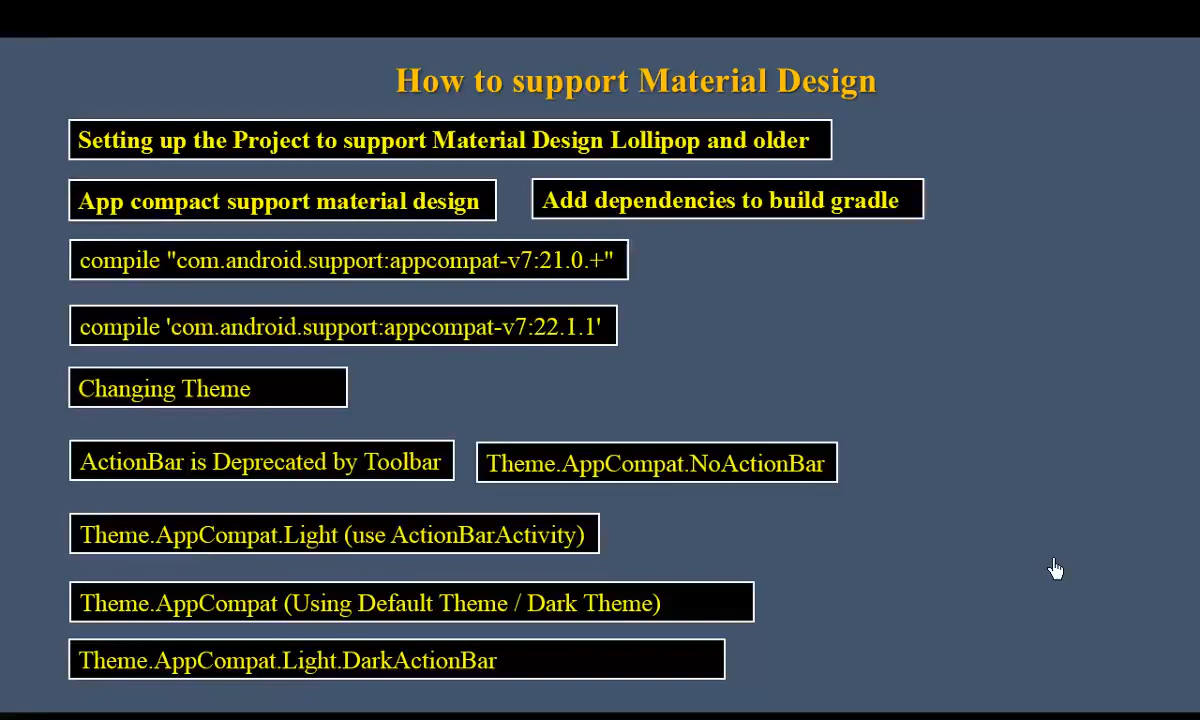 How to support Material Design
Setting up the Project to support Material Design Lollipop and older
App compact support material design
Add dependencies to build gradle
compile "com.android.support:appcompat-v7:21.0.+"
compile 'com.android.support:appcompat-v7:22.1.1'
Changing Theme
ActionBar is Deprecated by Toolbar
Theme.AppCompat.NoActionBar
Theme.AppCompat.Light (use ActionBarActivity)
Theme.AppCompat (Using Default Theme / Dark Theme)
Theme.AppCompat.Light.DarkActionBar